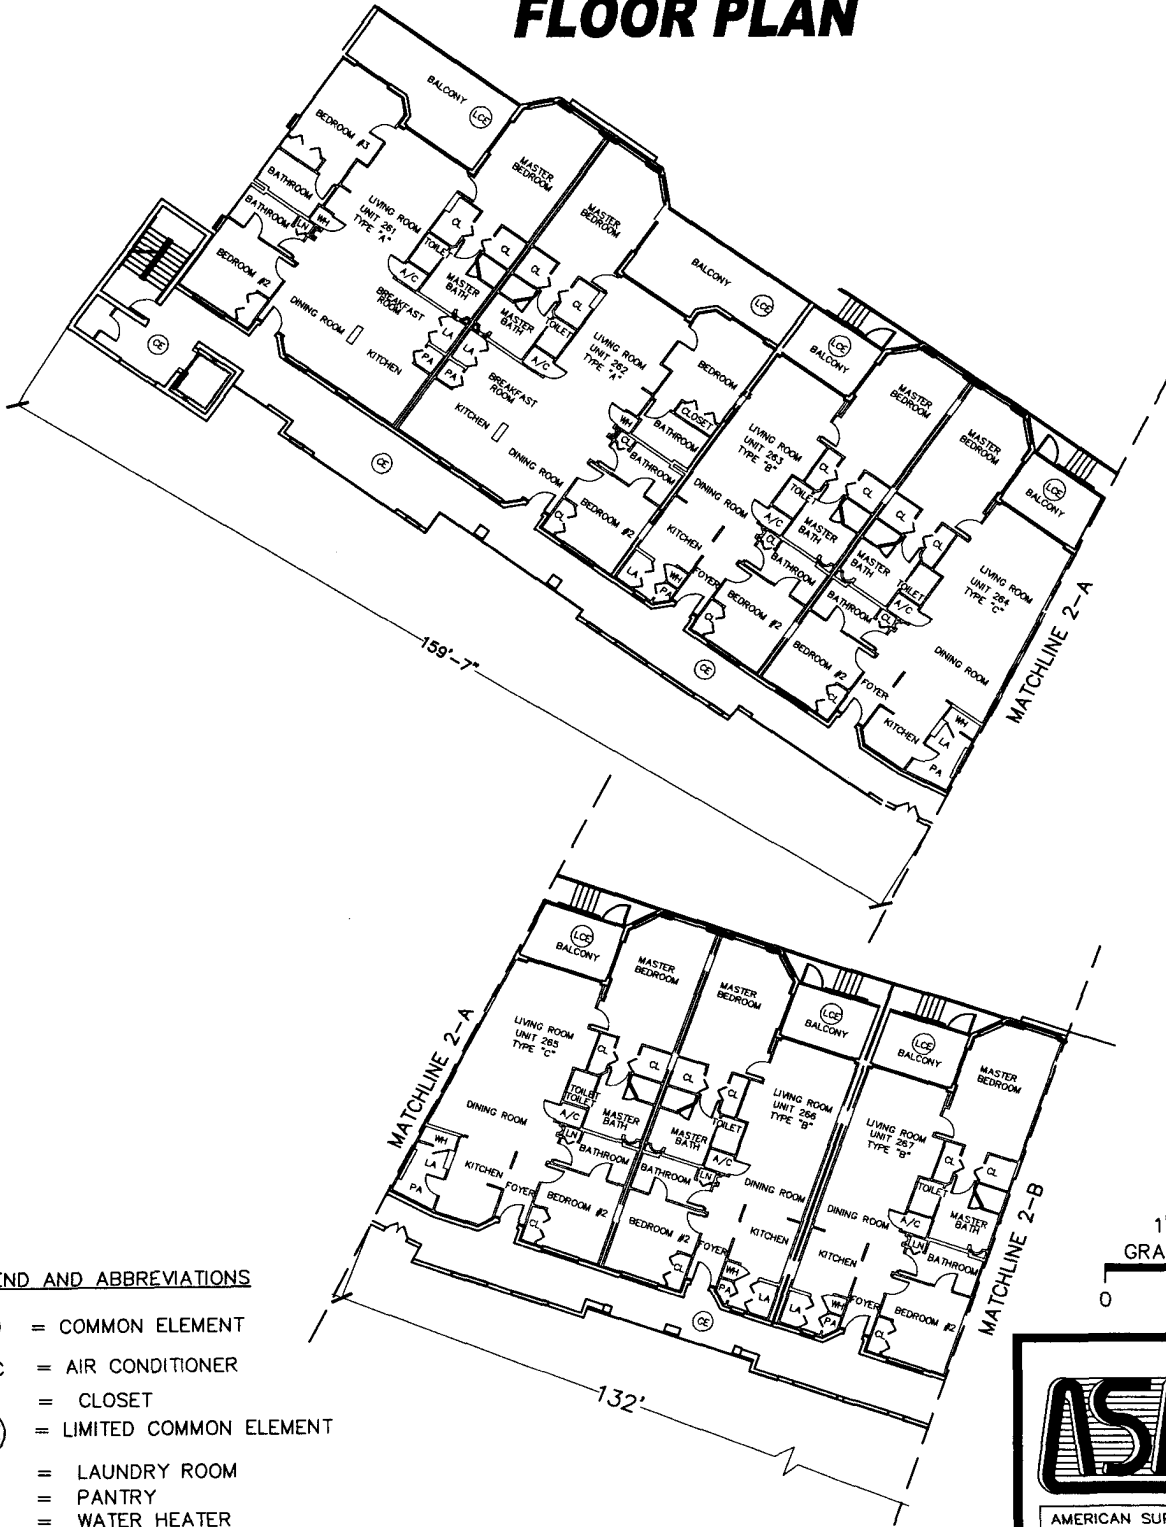 FLOOR PLAN
BALCONY
LCE
BEDROOM #3
MASTER
BEDROOM
BATHROOM
BATHROOM
LN
WH
LIVING ROOM
UNIT 261
TYPE "A"
CL
TOILET
CL
A/C
MASTER
BATH
BEDROOM #2
DINING ROOM
BREAKFAST
ROOM
KITCHEN
LA
PA
CE
CE
MASTER
BEDROOM
BALCONY
LCE
CL
CL
MASTER
BATH
TOILET
A/C
LIVING ROOM
UNIT 262
TYPE "A"
LA
PA
BREAKFAST
ROOM
KITCHEN
DINING ROOM
BEDROOM
CLOSET
WH
CL
BATHROOM
BATHROOM
BEDROOM #2
CL
LCE
BALCONY
MASTER
BEDROOM
LIVING ROOM
UNIT 263
TYPE "B"
CL
CL
TOILET
A/C
MASTER
BATH
DINING ROOM
KITCHEN
CL
BATHROOM
LA
WH
PA
FOYER
BEDROOM #2
CL
MASTER
BEDROOM
LCE
BALCONY
CL
CL
MASTER
BATH
TOILET
A/C
LIVING ROOM
UNIT 264
TYPE "C"
BATHROOM
CL
DINING ROOM
BEDROOM #2
CL
FOYER
KITCHEN
WH
LA
PA
CE
159'-7"
MATCHLINE 2-A
LCE
BALCONY
MASTER
BEDROOM
LIVING ROOM
UNIT 265
TYPE "C"
CL
CL
TOILET
TOILET
A/C
MASTER
BATH
LN
DINING ROOM
BATHROOM
WH
LA
PA
KITCHEN
FOYER
BEDROOM #2
CL
MASTER
BEDROOM
LCE
BALCONY
CL
CL
LIVING ROOM
UNIT 266
TYPE "B"
TOILET
MASTER
BATH
A/C
BATHROOM
LN
DINING ROOM
BEDROOM #2
CL
FOYER
KITCHEN
WH
PA
LA
LCE
BALCONY
MASTER
BEDROOM
LIVING ROOM
UNIT 267
TYPE "B"
CL
CL
TOILET
A/C
MASTER
BATH
LN
DINING ROOM
BATHROOM
KITCHEN
LA
WH
PA
FOYER
BEDROOM #2
CL
CE
132'
MATCHLINE 2-A
MATCHLINE 2-B
END AND ABBREVIATIONS
= COMMON ELEMENT
C = AIR CONDITIONER
= CLOSET
= LIMITED COMMON ELEMENT
= LAUNDRY ROOM
= PANTRY
= WATER HEATER
1"
GRA
0
AS
AMERICAN SUR